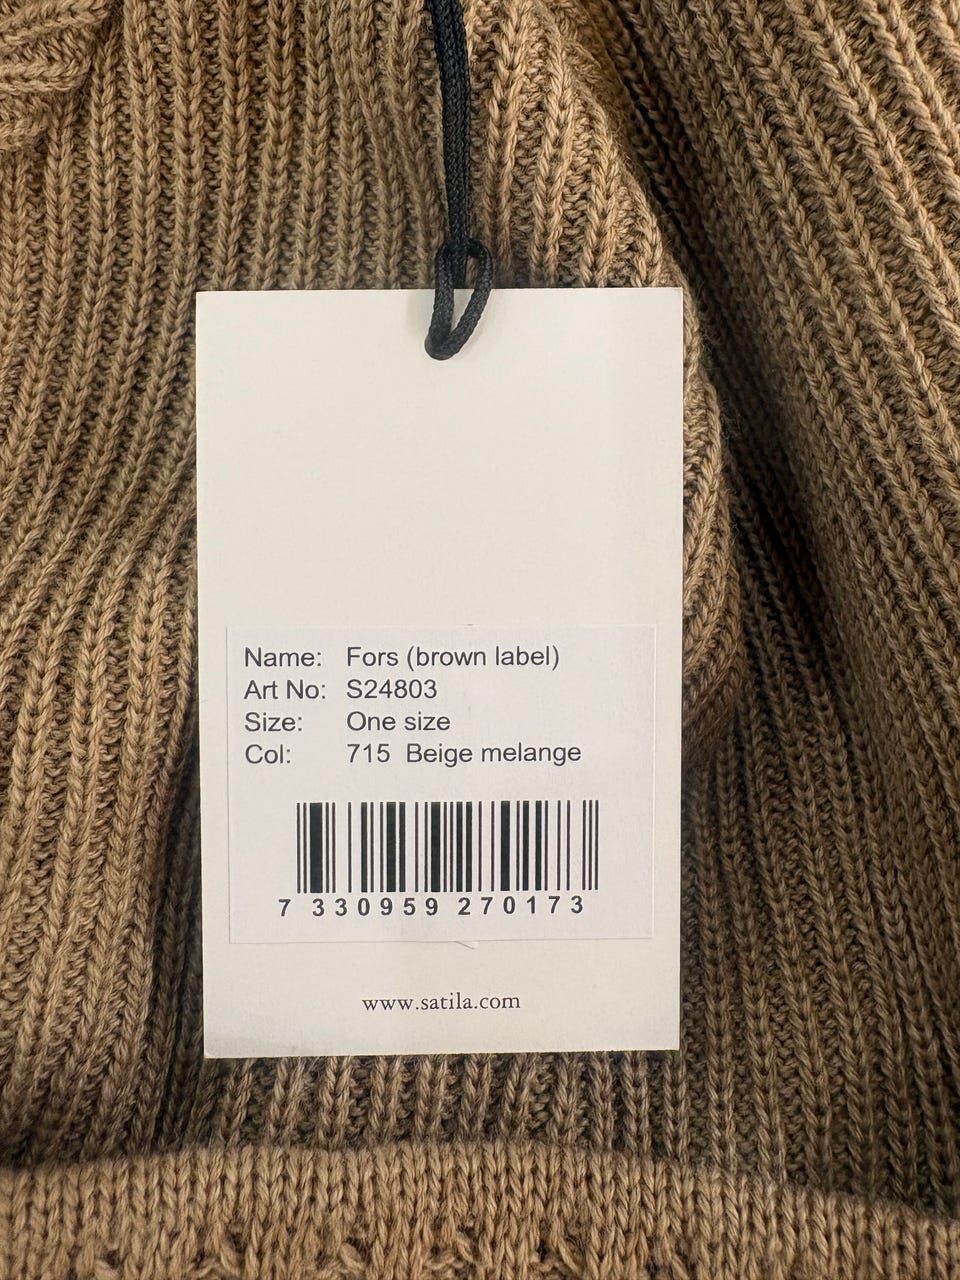 Name: Fors (brown label)
Art No: S24803
Size: One size
Col: 715 Beige melange
7 330959 270173
www.satila.com